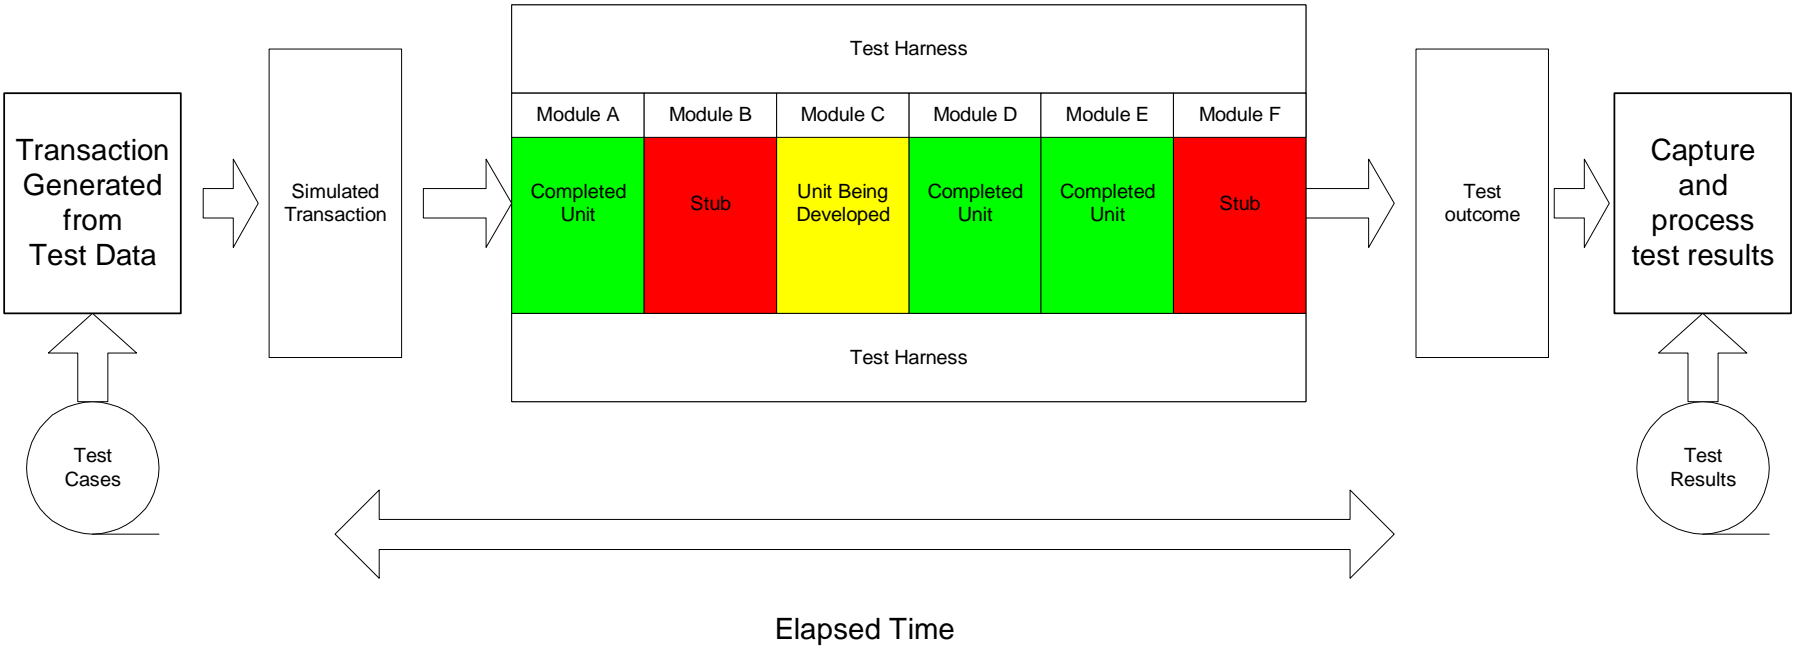 Test Harness
Module A
Module B
Module C
Module D
Module E
Module F
Transaction
Generated
from
Test Data
Simulated
Transaction
Completed
Unit
Stub
Unit Being
Developed
Completed
Unit
Completed
Unit
Stub
Test
outcome
Capture
and
process
test results
Test Harness
Test
Cases
Test
Results
Elapsed Time